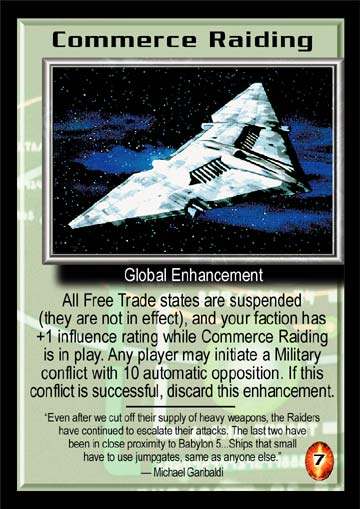 Commerce Raiding
Global Enhancement
All Free Trade states are suspended
(they are not in effect), and your faction has
+1 influence rating while Commerce Raiding
is in play. Any player may initiate a Military
conflict with 10 automatic opposition. If this
conflict is successful, discard this enhancement.
“Even after we cut off their supply of heavy weapons, the Raiders
have continued to escalate their attacks. The last two have
been in close proximity to Babylon 5...Ships that small
have to use jumpgates, same as anyone else.”
— Michael Garibaldi
7